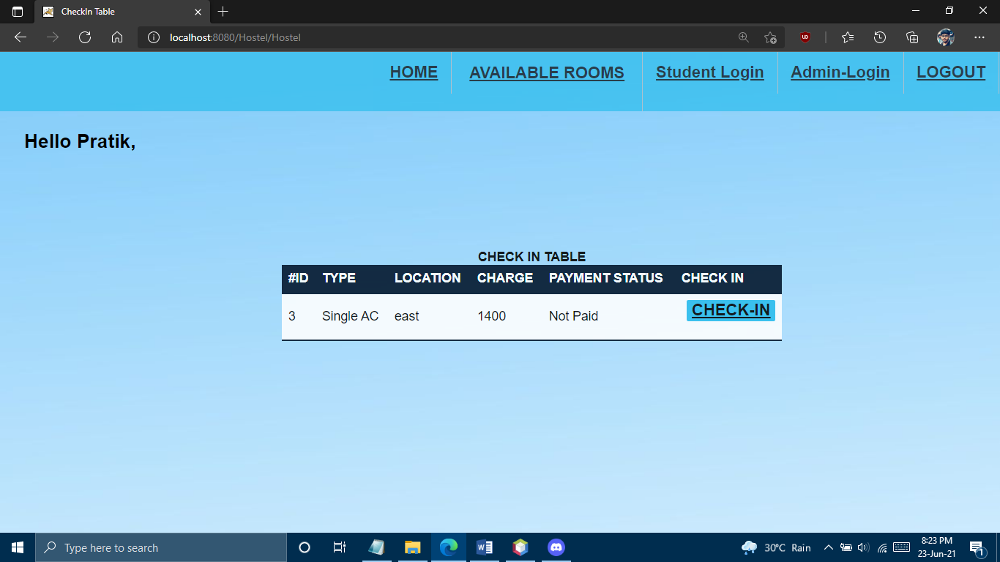 CheckIn Table
localhost:8080/Hostel/Hostel
UO
HOME AVAILABLE ROOMS Student Login Admin-Login LOGOUT
Hello Pratik,
CHECK IN TABLE
#ID TYPE LOCATION CHARGE PAYMENT STATUS CHECK IN
3 Single AC east 1400 Not Paid CHECK-IN
Type here to search
30°C Rain
8:23 PM
23-Jun-21
1